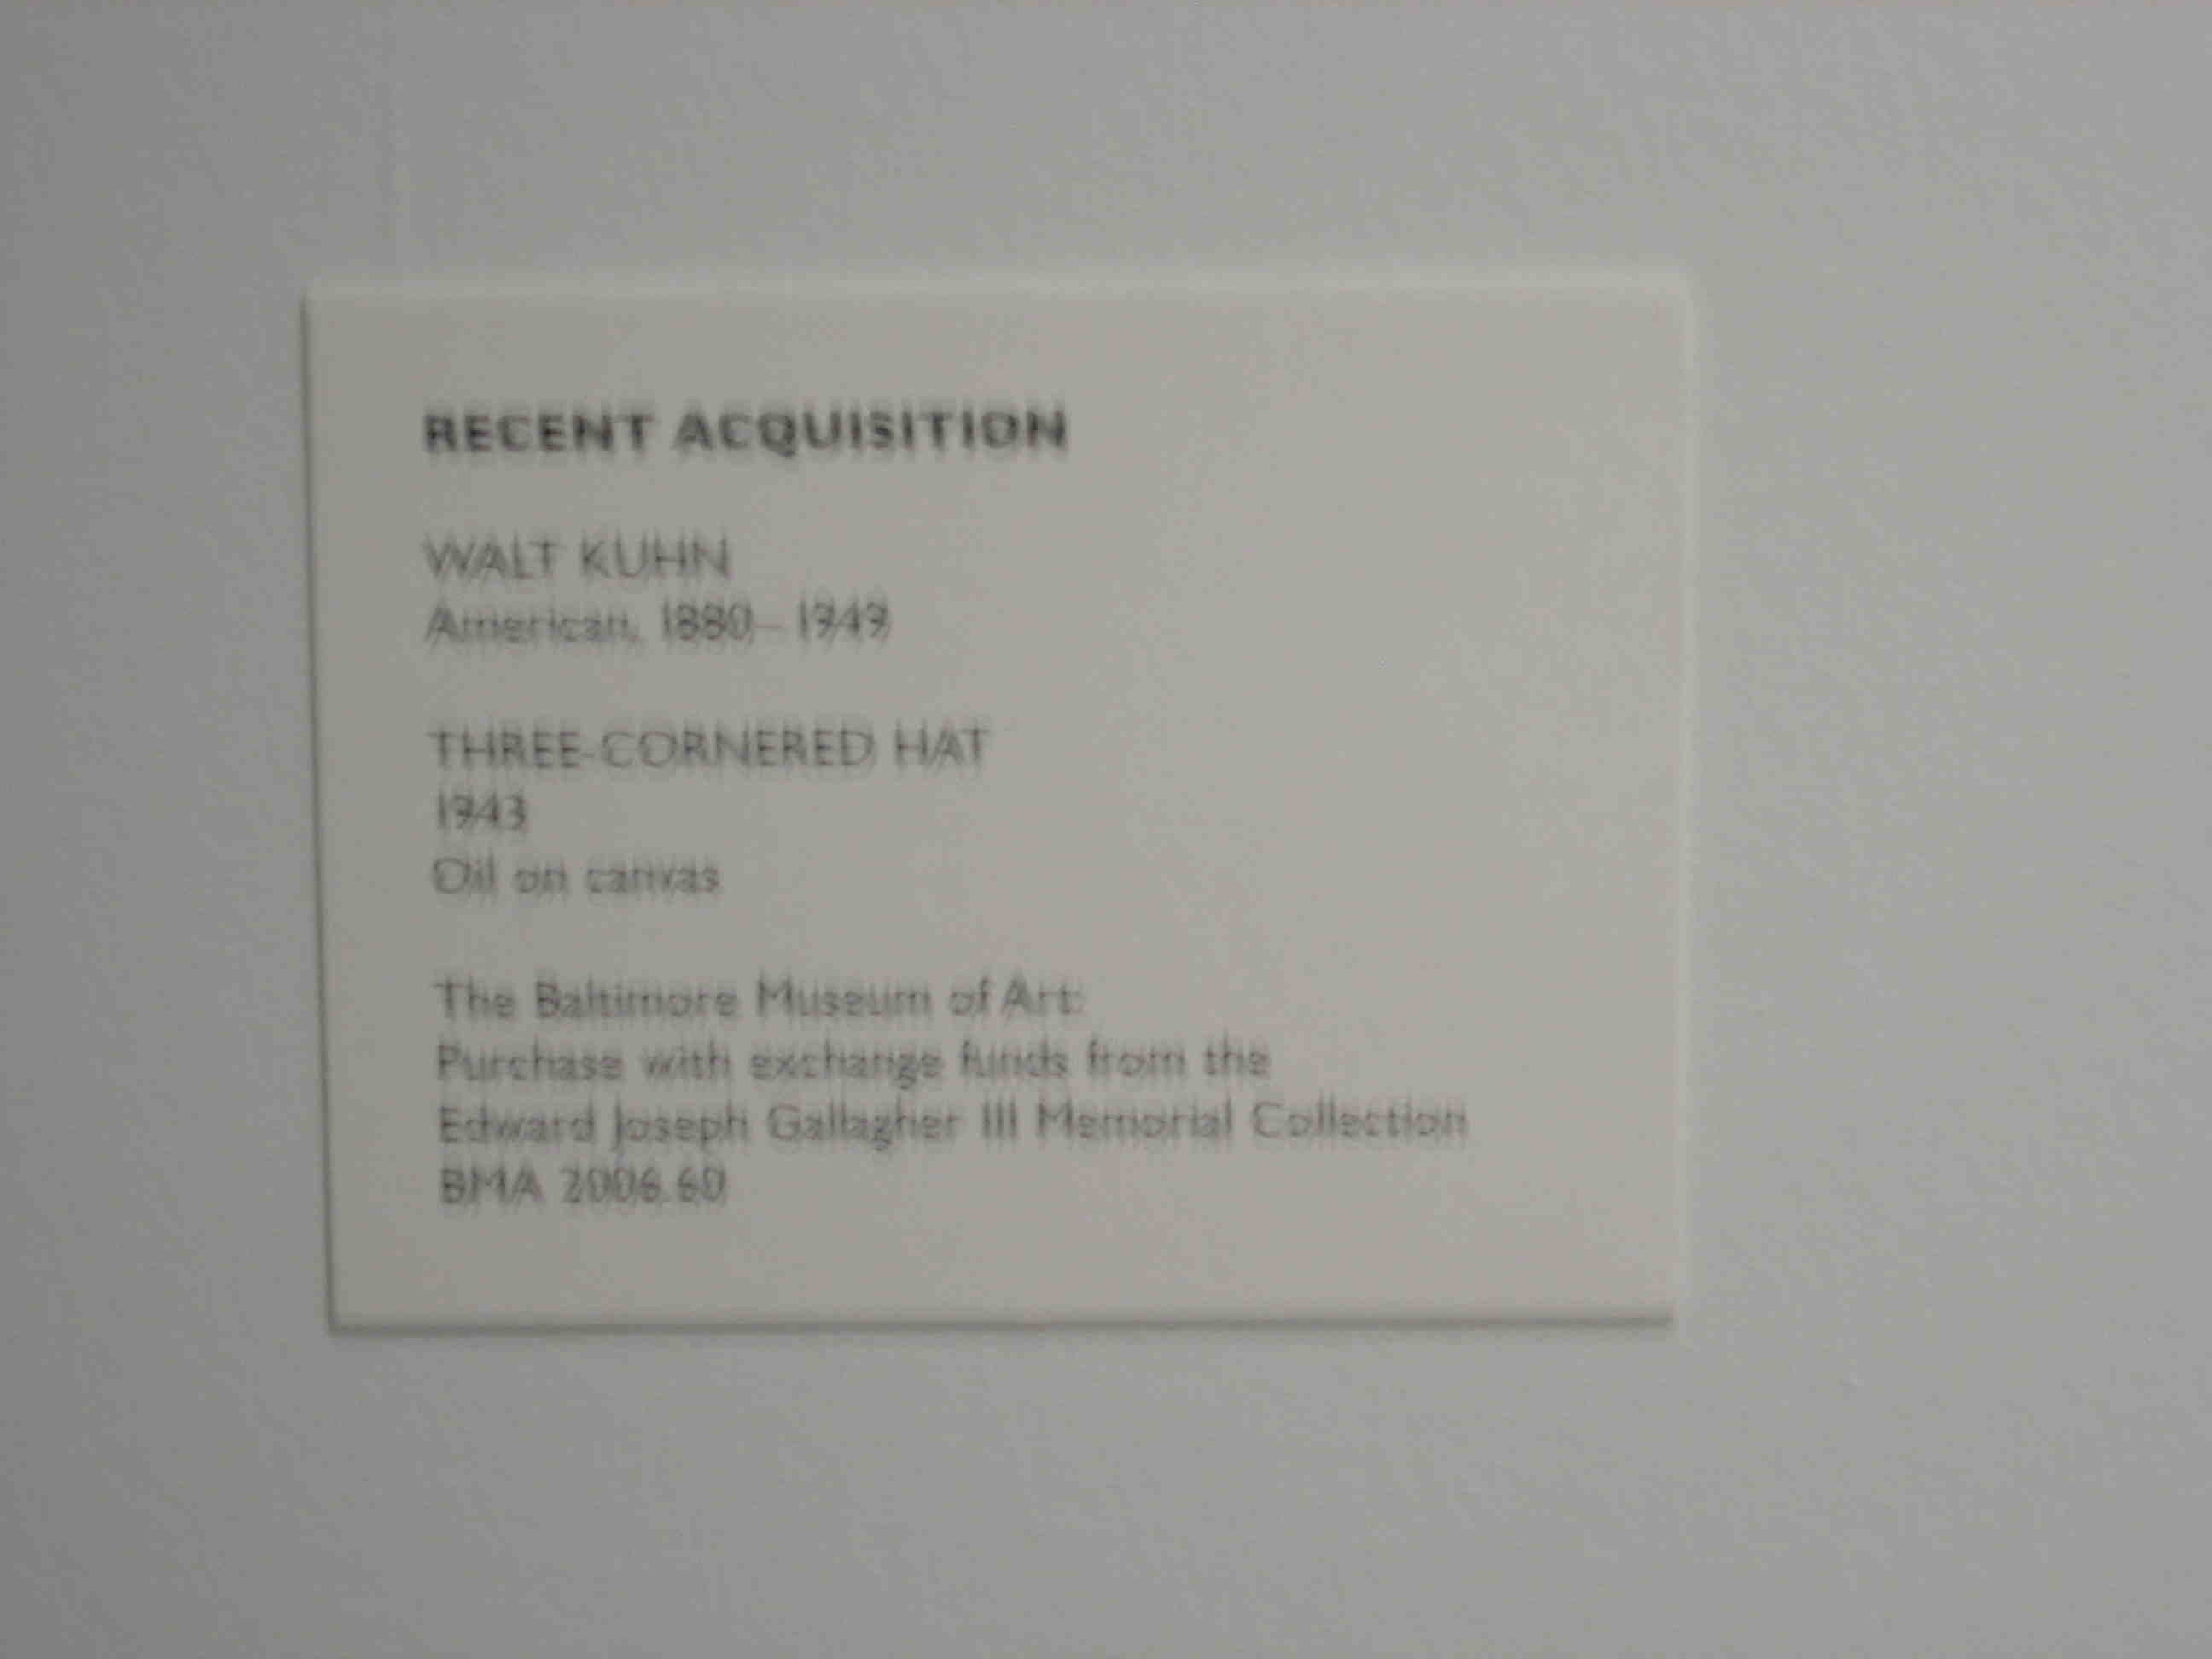 RECENT ACQUISITION
WALT KUHN
American, 1880–1949
THREE-CORNERED HAT
1943
Oil on canvas
The Baltimore Museum of Art:
Purchase with exchange funds from the
Edward Joseph Gallagher III Memorial Collection
BMA 2006.60